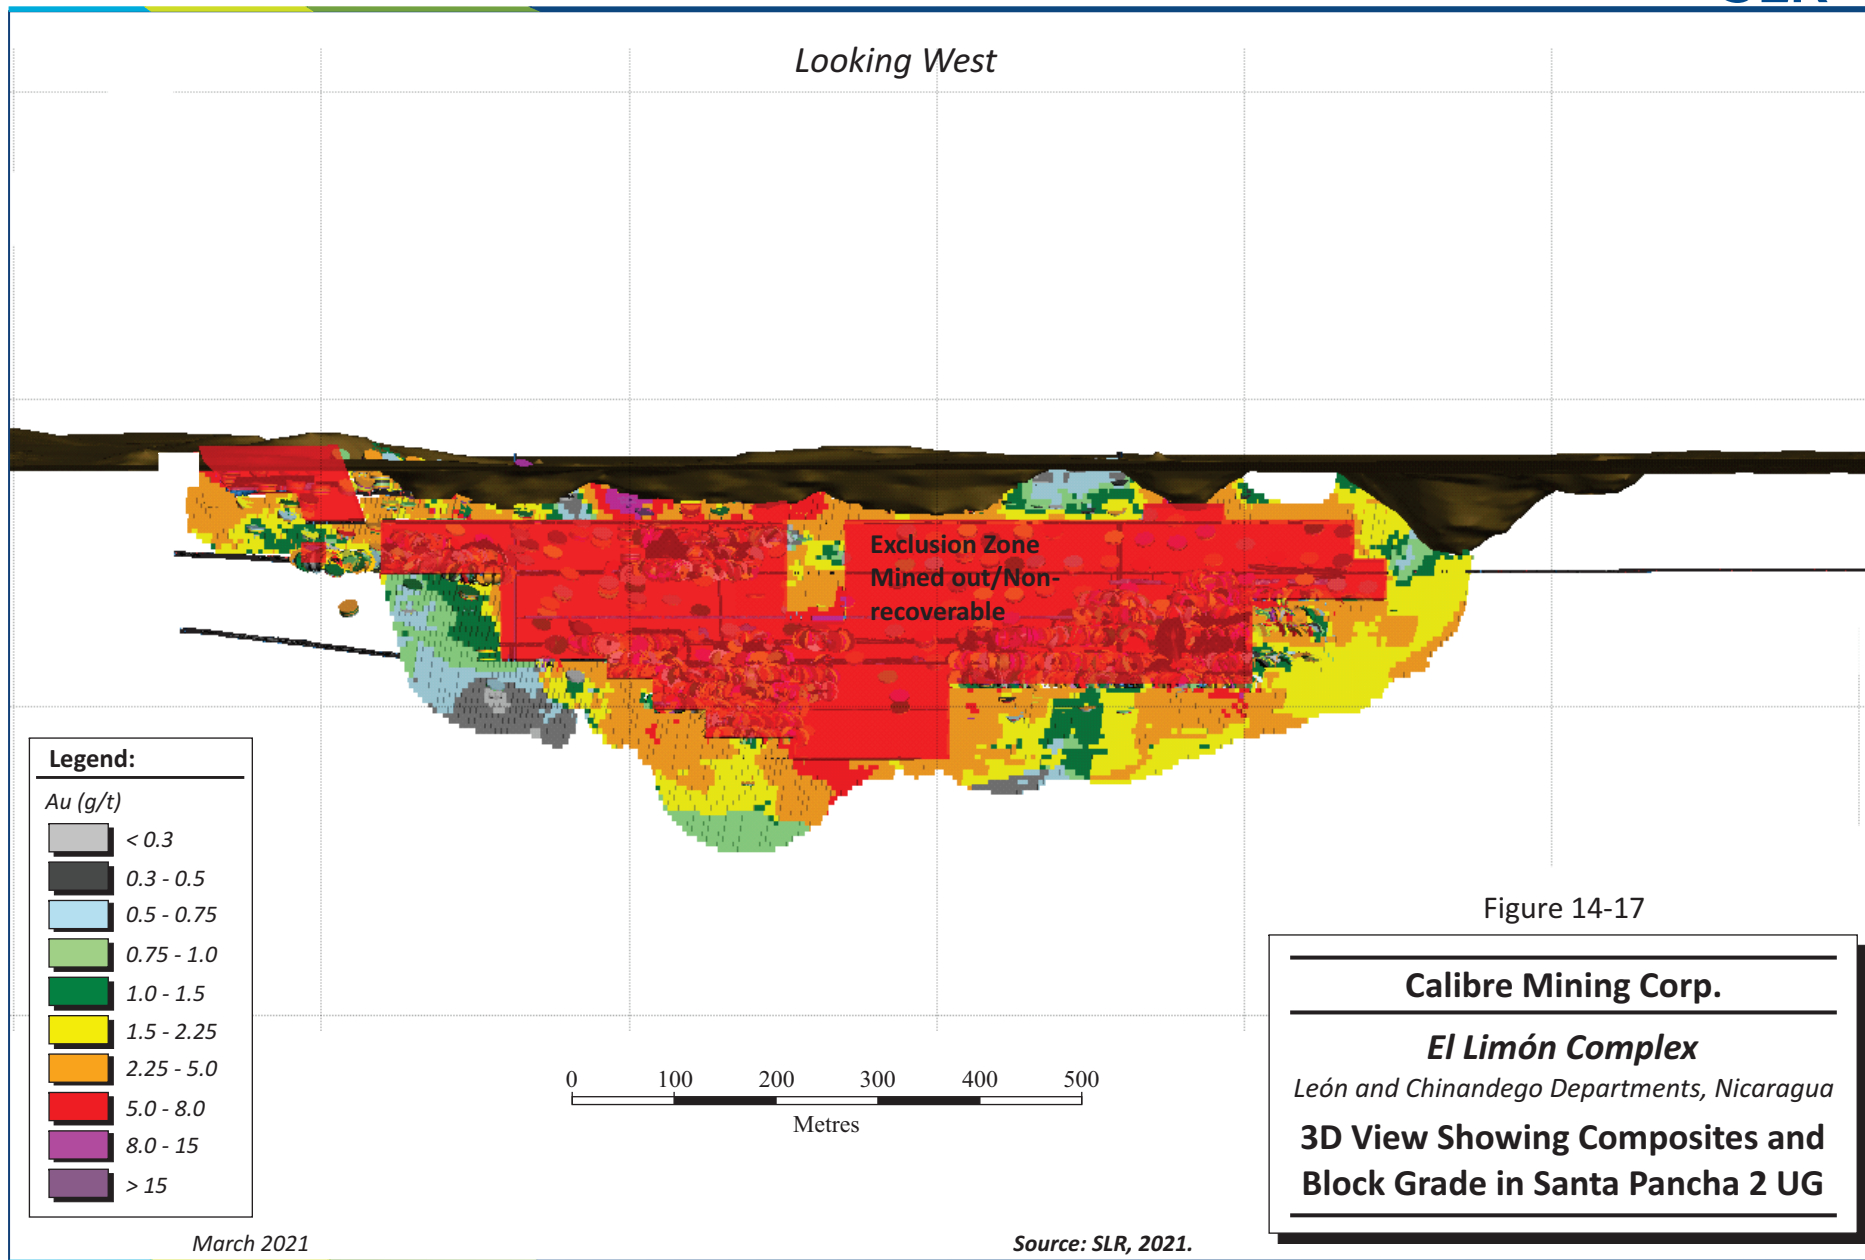 Looking West
Exclusion Zone
Mined out/Non-
recoverable
Legend:
Au (g/t)
< 0.3
0.3 - 0.5
0.5 - 0.75
0.75 - 1.0
1.0 - 1.5
1.5 - 2.25
2.25 - 5.0
5.0 - 8.0
8.0 - 15
> 15
0 100 200 300 400 500
Metres
Figure 14-17
Calibre Mining Corp.
El Limón Complex
León and Chinandego Departments, Nicaragua
3D View Showing Composites and
Block Grade in Santa Pancha 2 UG
March 2021
Source: SLR, 2021.